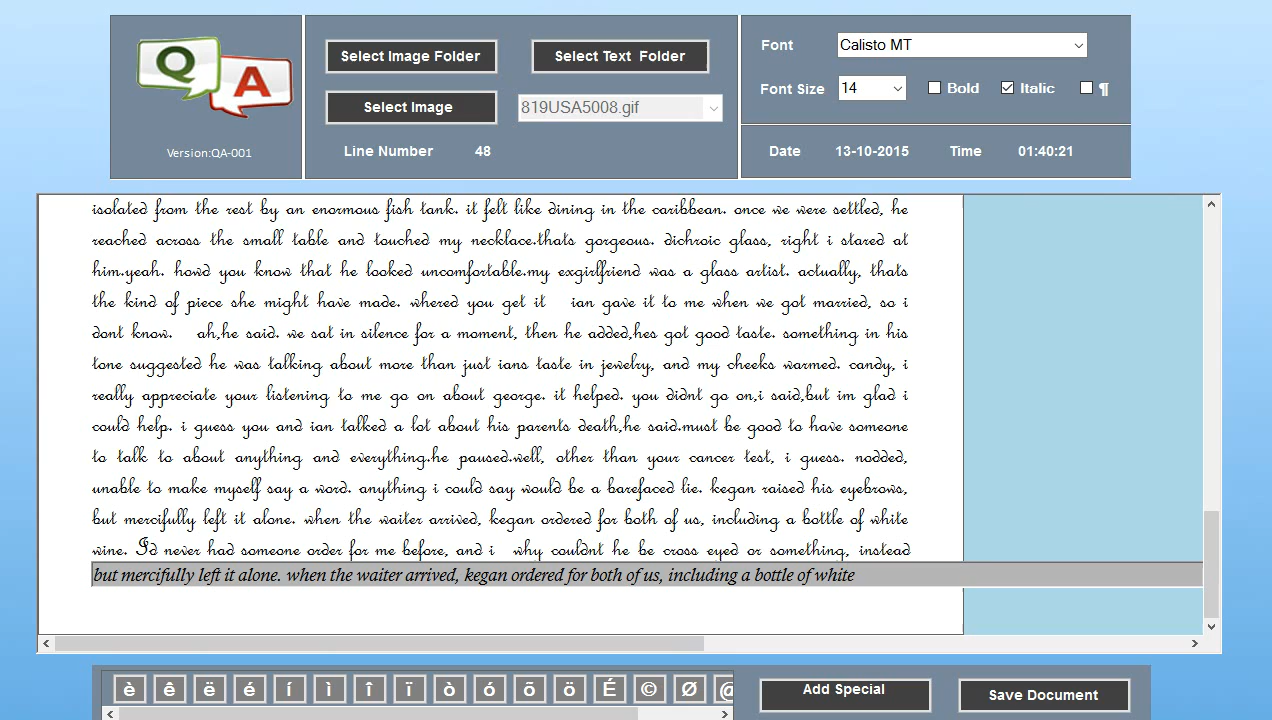 Q A
Version:QA-001
Select Image Folder
Select Text Folder
Select Image
819USA5008.gif
Line Number 48
Font Calisto MT
Font Size 14 Bold Italic ¶
Date 13-10-2015 Time 01:40:21
isolated from the rest by an enormous fish tank. it felt like dining in the caribbean. once we were settled, he
reached across the small table and touched my necklace.thats gorgeous. dichroic glass, right i stared at
him.yeah. howd you know that he looked uncomfortable.my exgirlfriend was a glass artist. actually, thats
the kind of piece she might have made. whered you get it ian gave it to me when we got married, so i
dont know. ah,he said. we sat in silence for a moment, then he added,hes got good taste. something in his
tone suggested he was talking about more than just ians taste in jewelry, and my cheeks warmed. candy, i
really appreciate your listening to me go on about george. it helped. you didnt go on,i said,but im glad i
could help. i guess you and ian talked a lot about his parents death,he said.must be good to have someone
to talk to about anything and everything.he paused.well, other than your cancer test, i guess. nodded,
unable to make myself say a word. anything i could say would be a barefaced lie. kegan raised his eyebrows,
but mercifully left it alone. when the waiter arrived, kegan ordered for both of us, including a bottle of white
wine. Id never had someone order for me before, and i why couldnt he be cross eyed or something, instead
but mercifully left it alone. when the waiter arrived, kegan ordered for both of us, including a bottle of white
è ê ë é í ì î ï ò ó õ ö É © Ø @
Add Special
Save Document